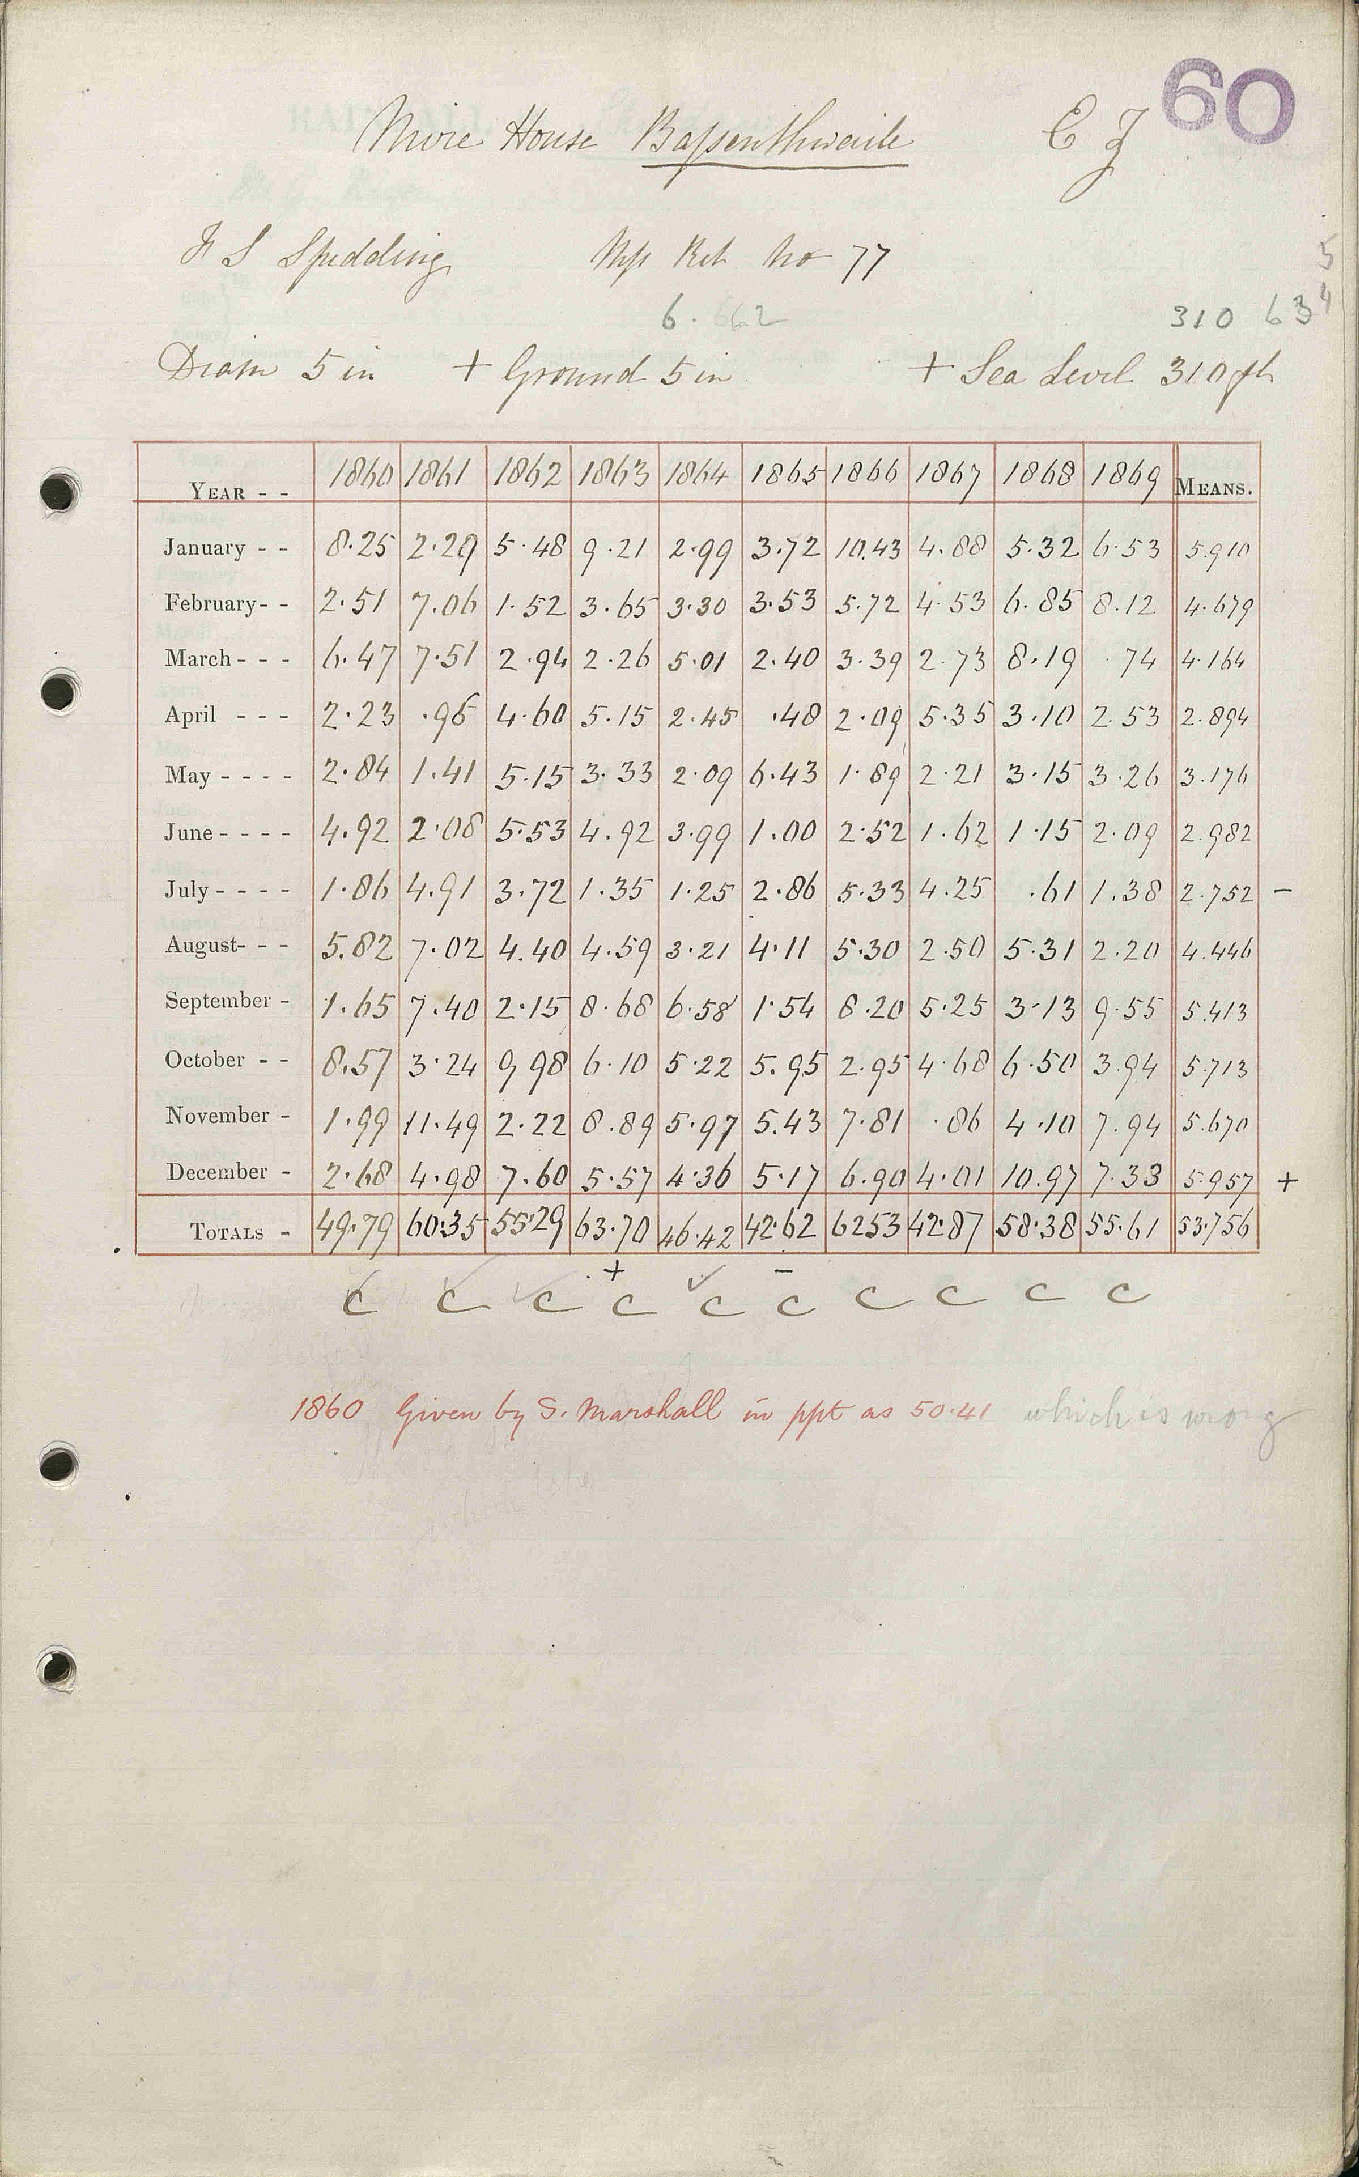 60
Mire House Bassenthwaite
T S Spedding Mss Ret No 77
5
6. 62 310 63 4
Diam 5 in + Ground 5 in + Sea Level 310 ft
YEAR - - 1860 1861 1862 1863 1864 1865 1866 1867 1868 1869 MEANS.
January - - 8.25 2.29 5.48 9.21 2.99 3.72 10.43 4.88 5.32 6.53 5.910
February - - 2.51 7.06 1.52 3.65 3.30 3.53 5.72 4.53 6.85 8.12 4.679
March - - - 6.47 7.51 2.94 2.26 5.01 2.40 3.39 2.73 8.19 .74 4.164
April - - - 2.23 .96 4.60 5.15 2.45 .48 2.09 5.35 3.10 2.53 2.894
May - - - - 2.84 1.41 5.15 3.33 2.09 6.43 1.89 2.21 3.15 3.26 3.176
June - - - - 4.92 2.08 5.53 4.92 3.99 1.00 2.52 1.62 1.15 2.09 2.982
July - - - - 1.86 4.91 3.72 1.35 1.25 2.86 5.33 4.25 .61 1.38 2.752 -
August - - - 5.82 7.02 4.40 4.59 3.21 4.11 5.30 2.50 5.31 2.20 4.446
September - 1.65 7.40 2.15 8.68 6.58 1.54 8.20 5.25 3.13 9.55 5.413
October - - 8.57 3.24 9.98 6.10 5.22 5.95 2.95 4.68 6.50 3.94 5.713
November - 1.99 11.49 2.22 8.89 5.97 5.43 7.81 .86 4.10 7.94 5.670
December - 2.68 4.98 7.60 5.57 4.36 5.17 6.90 4.01 10.97 7.33 5.957 +
TOTALS - 49.79 60.35 55.29 63.70 46.42 42.62 62 53 42.87 58.38 55.61 53.756
+ -
C C C C C C C C C C
1860 Given by S. Marshall in ppt as 50.41 which is wrong